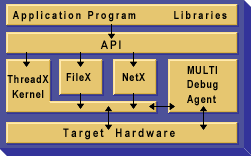 Application Program Libraries
API
ThreadX FileX NetX MULTI
Kernel Debug
Agent
Target Hardware